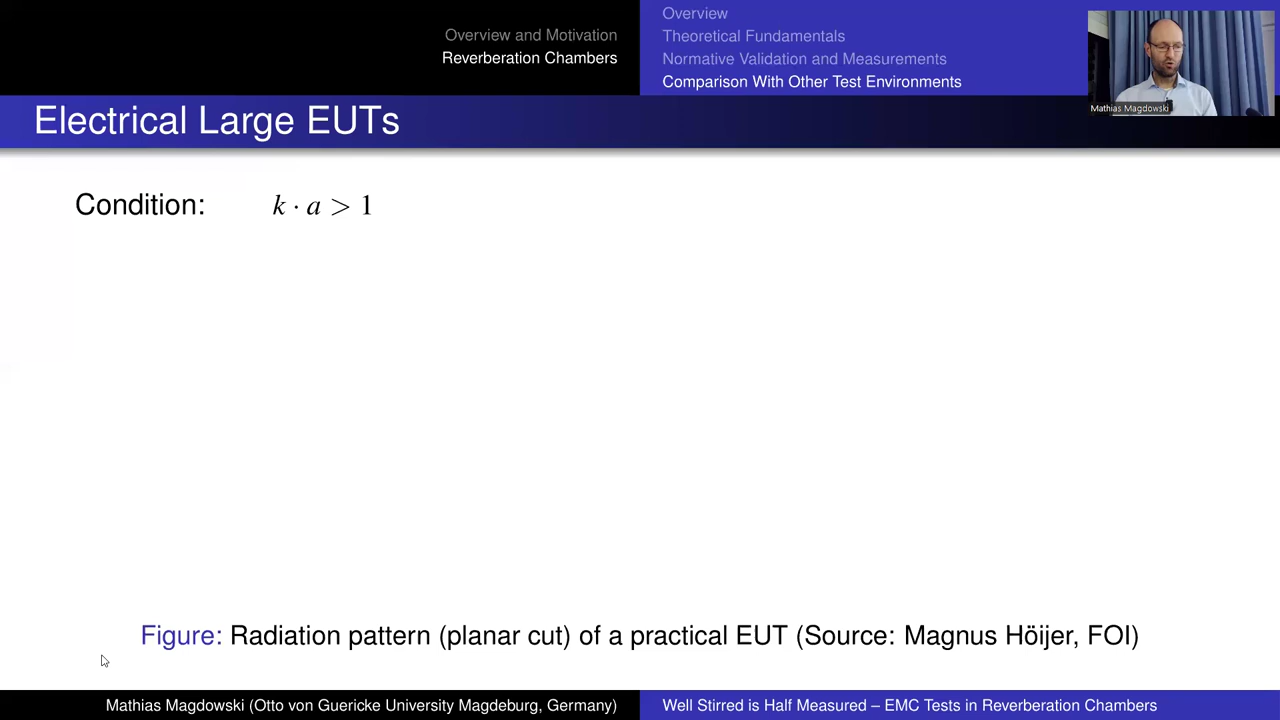 Overview and Motivation
Reverberation Chambers
Overview
Theoretical Fundamentals
Normative Validation and Measurements
Comparison With Other Test Environments
Mathias Magdowski
Electrical Large EUTs
Condition: k · a > 1
Figure: Radiation pattern (planar cut) of a practical EUT (Source: Magnus Höijer, FOI)
Mathias Magdowski (Otto von Guericke University Magdeburg, Germany)
Well Stirred is Half Measured – EMC Tests in Reverberation Chambers